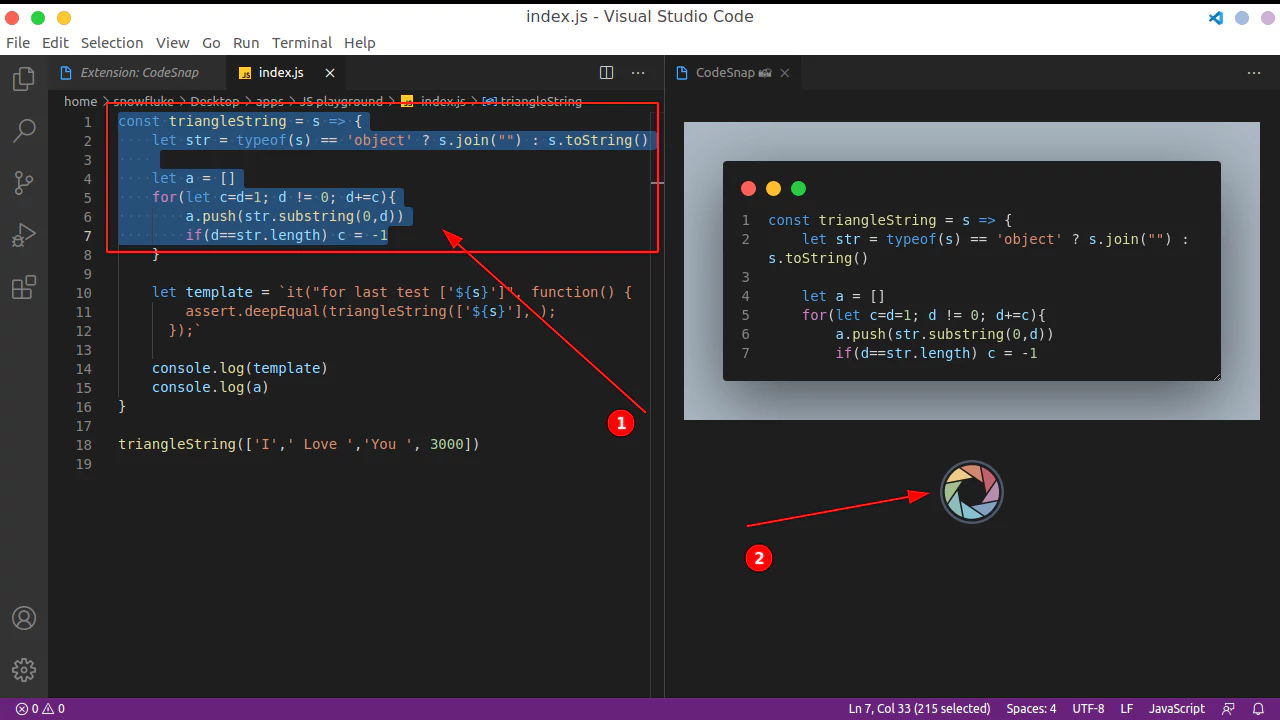 index.js - Visual Studio Code
File Edit Selection View Go Run Terminal Help
Extension: CodeSnap
index.js
CodeSnap 📸
home > snowfluke > Desktop > apps > JS playground > JS index.js > triangleString
1 const triangleString = s => {
2 let str = typeof(s) == 'object' ? s.join("") : s.toString()
3
4 let a = []
5 for(let c=d=1; d != 0; d+=c){
6 a.push(str.substring(0,d))
7 if(d==str.length) c = -1
8 }
9
10 let template = `it("for last test ['${s}']", function() {
11 assert.deepEqual(triangleString(['${s}'], );
12 });`
13
14 console.log(template)
15 console.log(a)
16 }
17
18 triangleString(['I',' Love ','You ', 3000])
19
1
1 const triangleString = s => {
2 let str = typeof(s) == 'object' ? s.join("") :
s.toString()
3
4 let a = []
5 for(let c=d=1; d != 0; d+=c){
6 a.push(str.substring(0,d))
7 if(d==str.length) c = -1
2
0 0
Ln 7, Col 33 (215 selected) Spaces: 4 UTF-8 LF JavaScript